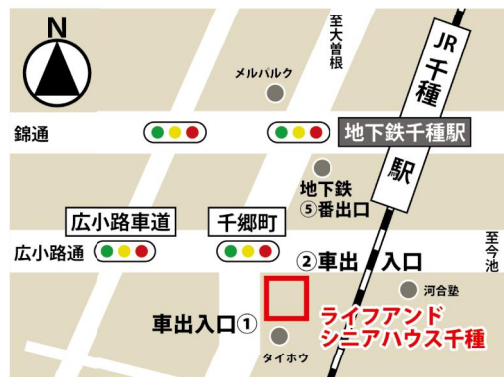 N
至大曽根
JR千種駅
メルパルク
錦通
地下鉄千種駅
地下鉄
⑤番出口
広小路車道
千郷町
広小路通
至今池
②車出入口
河合塾
車出入口①
ライフアンド
シニアハウス千種
タイホウ